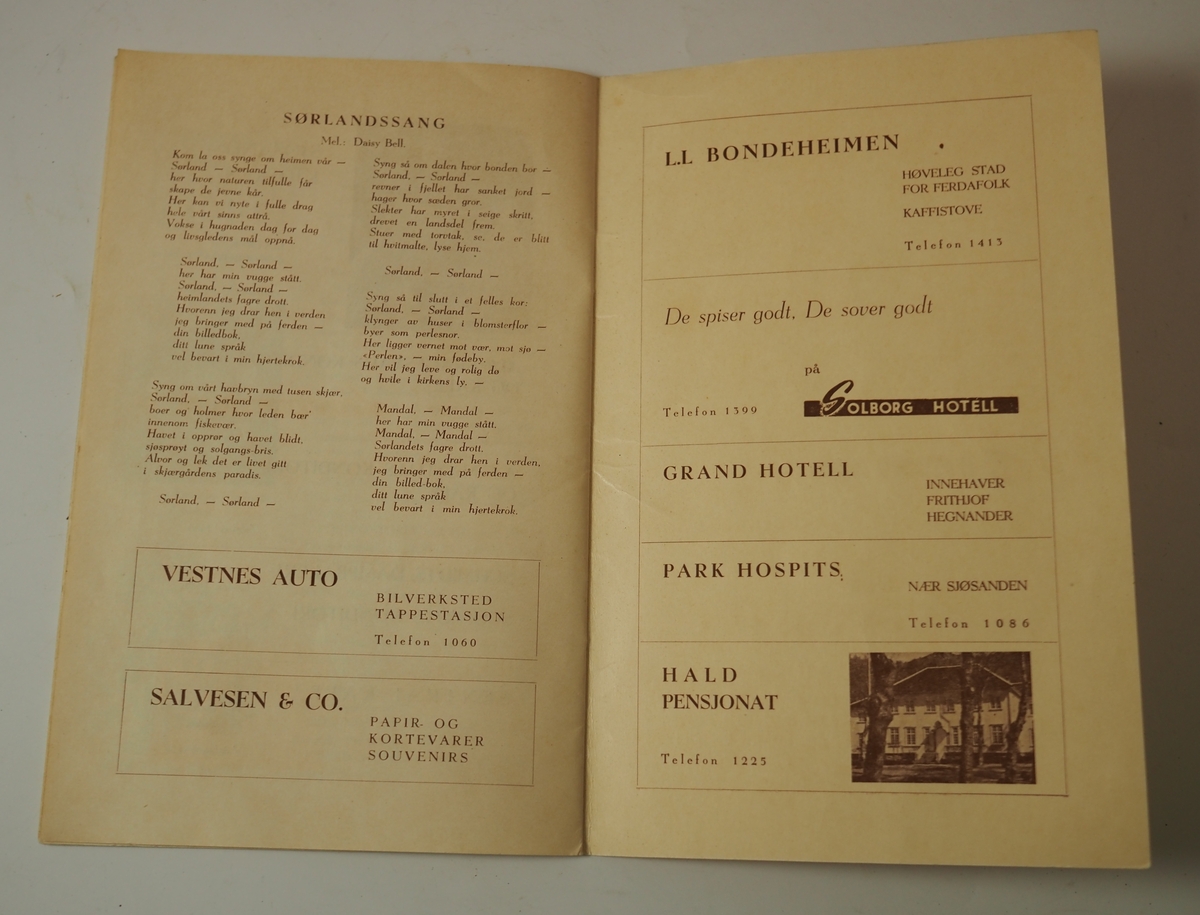 SØRLANDSSANG
Mel.: Daisy Bell.
Kom la oss synge om heimen vår —
Sørland — Sørland —
her hvor naturen tilfulle får
skape de jevne kår.
Her kan vi nyte i fulle drag
hele vårt sinns attrå.
Vokse i hugnaden dag for dag
og livsgledens mål oppnå.
Sørland, — Sørland —
her har min vugge stått.
Sørland, — Sørland —
heimlandets fagre drott.
Hvorenn jeg drar hen i verden
jeg bringer med på ferden —
din billedbok,
ditt lune språk
vel bevart i min hjertekrok.
Syng om vårt havbryn med tusen skjær,
Sørland, — Sørland —
boer og holmer hvor leden bær
innenom fiskevær.
Havet i opprør og havet blidt,
sjøsprøyt og solgangs-bris.
Alvor og lek det er livet gitt
i skjærgårdens paradis.
Sørland, — Sørland —
Syng så om dalen hvor bonden bor —
Sørland, — Sørland —
revner i fjellet har sanket jord —
hager hvor sæden gror.
Slekter har myret i seige skritt,
drevet en landsdel frem.
Stuer med torvtak, se, de er blitt
til hvitmalte, lyse hjem.
Sørland, — Sørland —
Syng så til slutt i et felles kor:
Sørland, — Sørland —
klynger av huser i blomsterflor —
byer som perlesnor.
Her ligger vernet mot vær, mot sjø —
«Perlen», — min fødeby.
Her vil jeg leve og rolig dø
og hvile i kirkens ly, —
Mandal, — Mandal —
her har min vugge stått.
Mandal, — Mandal —
Sørlandets fagre drott.
Hvorenn jeg drar hen i verden,
jeg bringer med på ferden —
din billed-bok,
ditt lune språk
vel bevart i min hjertekrok.
VESTNES AUTO
BILVERKSTED
TAPPESTASJON
Telefon 1060
SALVESEN & CO.
PAPIR- OG
KORTEVARER
SOUVENIRS
L.L BONDEHEIMEN
HØVELEG STAD
FOR FERDAFOLK
KAFFISTOVE
Telefon 1413
De spiser godt, De sover godt
på
Telefon 1399
SOLBORG HOTELL
GRAND HOTELL
INNEHAVER
FRITHJOF
HEGNANDER
PARK HOSPITS
NÆR SJØSANDEN
Telefon 1086
HALD
PENSJONAT
Telefon 1225